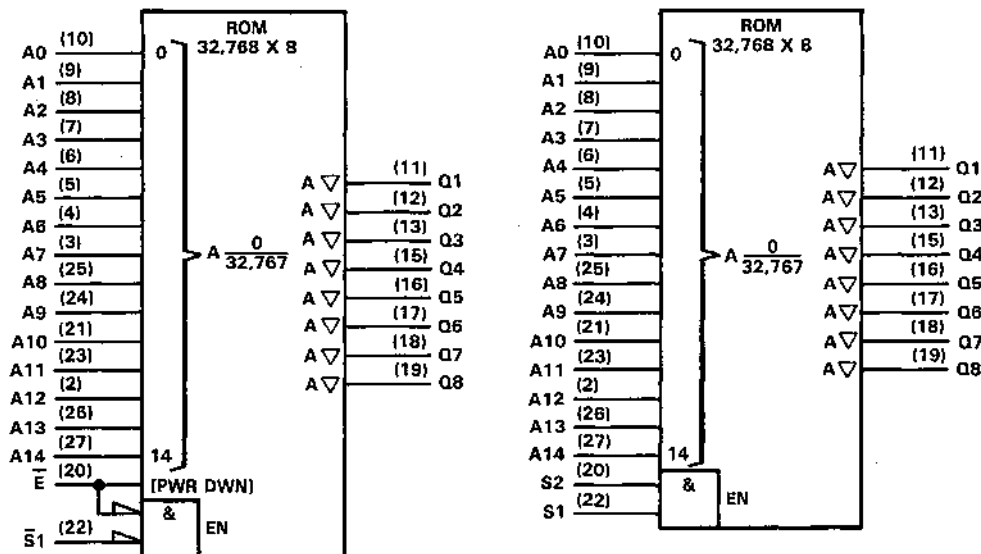 ROM
32,768 X 8
A0 (10) 0
A1 (9)
A2 (8)
A3 (7)
A4 (6)
A5 (5)
A6 (4)
A7 (3)
A8 (25)
A9 (24)
A10 (21)
A11 (23)
A12 (2)
A13 (26)
A14 (27) 14
E (20) [PWR DWN]
&
EN
S1 (22)
A 0
32,767
A ▽ (11) Q1
A ▽ (12) Q2
A ▽ (13) Q3
A ▽ (15) Q4
A ▽ (16) Q5
A ▽ (17) Q6
A ▽ (18) Q7
A ▽ (19) Q8
ROM
32,768 X 8
A0 (10) 0
A1 (9)
A2 (8)
A3 (7)
A4 (6)
A5 (5)
A6 (4)
A7 (3)
A8 (25)
A9 (24)
A10 (21)
A11 (23)
A12 (2)
A13 (26)
A14 (27) 14
S2 (20) &
EN
S1 (22)
A 0
32,767
A ▽ (11) Q1
A ▽ (12) Q2
A ▽ (13) Q3
A ▽ (15) Q4
A ▽ (16) Q5
A ▽ (17) Q6
A ▽ (18) Q7
A ▽ (19) Q8